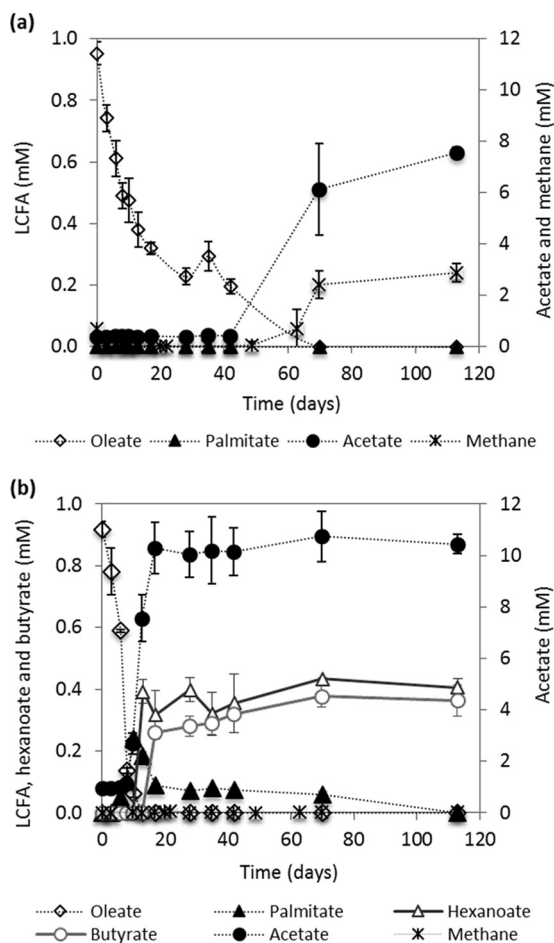 (a)
1.0
0.8
0.6
0.4
0.2
0.0
LCFA (mM)
12
10
8
6
4
2
0
Acetate and methane (mM)
0 20 40 60 80 100 120
Time (days)
Oleate Palmitate Acetate Methane
(b)
1.0
0.8
0.6
0.4
0.2
0.0
LCFA, hexanoate and butyrate (mM)
12
10
8
6
4
2
0
Acetate (mM)
0 20 40 60 80 100 120
Time (days)
Oleate Palmitate Hexanoate
Butyrate Acetate Methane